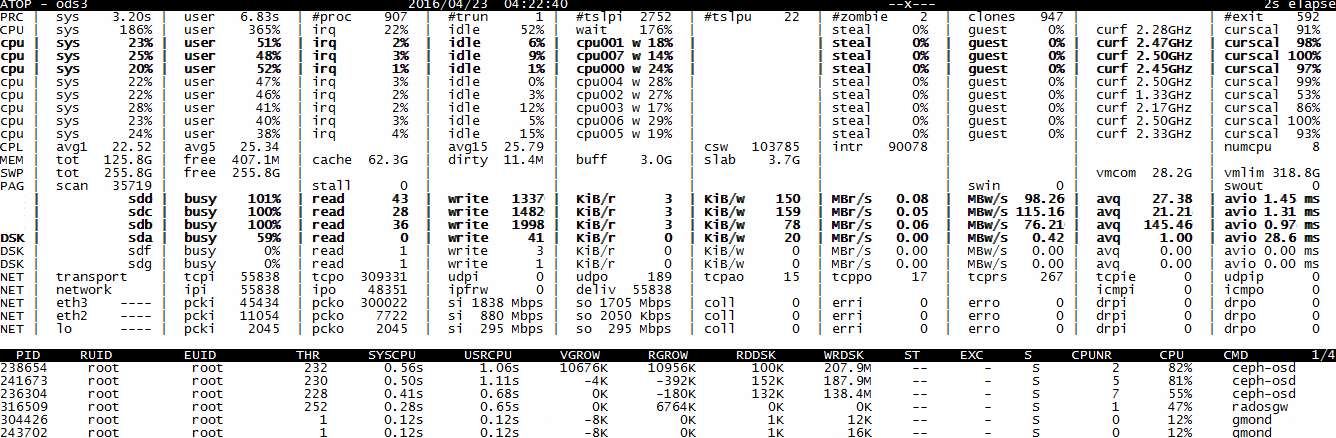 ATOP - ods3 2016/04/23 04:22:40 --x--- 2s elapse
PRC | sys 3.20s | user 6.83s | #proc 907 | #trun 1 | #tslpi 2752 | #tslpu 22 | #zombie 2 | clones 947 | | #exit 592
CPU | sys 186% | user 365% | irq 22% | idle 52% | wait 176% | | steal 0% | guest 0% | curf 2.28GHz | curscal 91%
cpu | sys 23% | user 51% | irq 2% | idle 6% | cpu001 w 18% | | steal 0% | guest 0% | curf 2.47GHz | curscal 98%
cpu | sys 25% | user 48% | irq 3% | idle 9% | cpu007 w 14% | | steal 0% | guest 0% | curf 2.50GHz | curscal 100%
cpu | sys 20% | user 52% | irq 1% | idle 1% | cpu000 w 24% | | steal 0% | guest 0% | curf 2.45GHz | curscal 97%
cpu | sys 22% | user 47% | irq 3% | idle 0% | cpu004 w 28% | | steal 0% | guest 0% | curf 2.50GHz | curscal 99%
cpu | sys 22% | user 46% | irq 2% | idle 3% | cpu002 w 27% | | steal 0% | guest 0% | curf 1.33GHz | curscal 53%
cpu | sys 28% | user 41% | irq 2% | idle 12% | cpu003 w 17% | | steal 0% | guest 0% | curf 2.17GHz | curscal 86%
cpu | sys 23% | user 40% | irq 3% | idle 5% | cpu006 w 29% | | steal 0% | guest 0% | curf 2.50GHz | curscal 100%
cpu | sys 24% | user 38% | irq 4% | idle 15% | cpu005 w 19% | | steal 0% | guest 0% | curf 2.33GHz | curscal 93%
CPL | avg1 22.52 | avg5 25.34 | | avg15 25.79 | | csw 103785 | intr 90078 | | | numcpu 8
MEM | tot 125.8G | free 407.1M | cache 62.3G | dirty 11.4M | buff 3.0G | slab 3.7G | | | |
SWP | tot 255.8G | free 255.8G | | | | | | | vmcom 28.2G | vmlim 318.8G
PAG | scan 35719 | | stall 0 | | | | | swin 0 | | swout 0
| sdd | busy 101% | read 43 | write 1337 | KiB/r 3 | KiB/w 150 | MBr/s 0.08 | MBw/s 98.26 | avq 27.38 | avio 1.45 ms
| sdc | busy 100% | read 28 | write 1482 | KiB/r 3 | KiB/w 159 | MBr/s 0.05 | MBw/s 115.16 | avq 21.21 | avio 1.31 ms
| sdb | busy 100% | read 36 | write 1998 | KiB/r 3 | KiB/w 78 | MBr/s 0.06 | MBw/s 76.21 | avq 145.46 | avio 0.97 ms
DSK | sda | busy 59% | read 0 | write 41 | KiB/r 0 | KiB/w 20 | MBr/s 0.00 | MBw/s 0.42 | avq 1.00 | avio 28.6 ms
DSK | sdf | busy 0% | read 1 | write 3 | KiB/r 0 | KiB/w 0 | MBr/s 0.00 | MBw/s 0.00 | avq 0.00 | avio 0.00 ms
DSK | sdg | busy 0% | read 1 | write 1 | KiB/r 0 | KiB/w 0 | MBr/s 0.00 | MBw/s 0.00 | avq 0.00 | avio 0.00 ms
NET | transport | tcpi 55838 | tcpo 309331 | udpi 0 | udpo 189 | tcpao 15 | tcppo 17 | tcprs 267 | tcpie 0 | udpip 0
NET | network | ipi 55838 | ipo 48351 | ipfrw 0 | deliv 55838 | | | | icmpi 0 | icmpo 0
NET | eth3 ---- | pcki 45434 | pcko 300022 | si 1838 Mbps | so 1705 Mbps | coll 0 | erri 0 | erro 0 | drpi 0 | drpo 0
NET | eth2 ---- | pcki 11054 | pcko 7722 | si 880 Mbps | so 2050 Kbps | coll 0 | erri 0 | erro 0 | drpi 0 | drpo 0
NET | lo ---- | pcki 2045 | pcko 2045 | si 295 Mbps | so 295 Mbps | coll 0 | erri 0 | erro 0 | drpi 0 | drpo 0
PID RUID EUID THR SYSCPU USRCPU VGROW RGROW RDDSK WRDSK ST EXC S CPUNR CPU CMD 1/4
238654 root root 232 0.56s 1.06s 10676K 10956K 100K 207.9M -- - S 2 82% ceph-osd
241673 root root 230 0.50s 1.11s -4K -392K 152K 187.9M -- - S 5 81% ceph-osd
236304 root root 228 0.41s 0.68s 0K -180K 132K 138.4M -- - S 7 55% ceph-osd
316509 root root 252 0.28s 0.65s 0K 6764K 0K 0K -- - S 1 47% radosgw
304426 root root 1 0.12s 0.12s -8K 0K 1K 12K -- - S 0 12% gmond
243702 root root 1 0.12s 0.12s -8K 0K 1K 16K -- - S 0 12% gmond